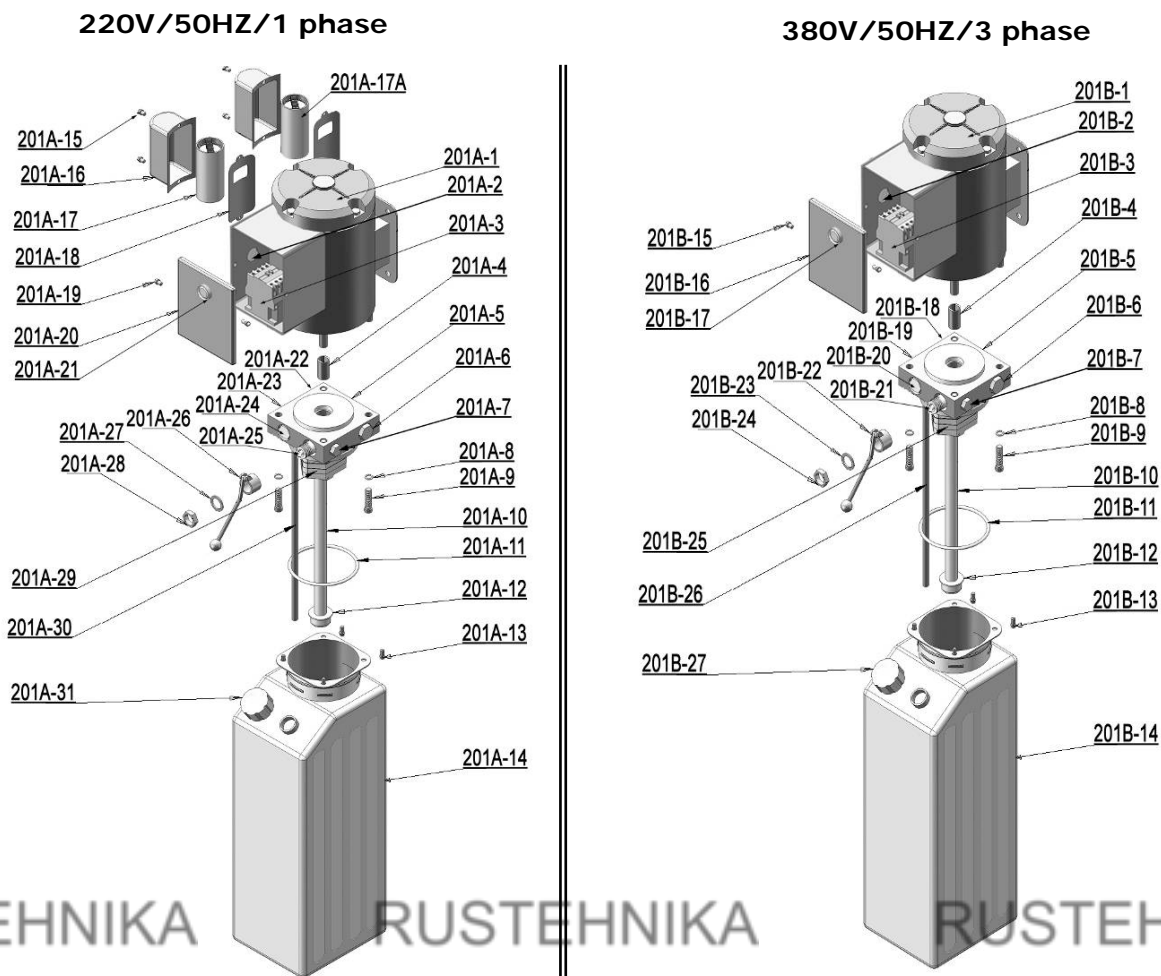 220V/50HZ/1 phase
201A-17A
201A-15
201A-16
201A-17
201A-18
201A-19
201A-20
201A-21
201A-1
201A-2
201A-3
201A-4
201A-5
201A-6
201A-7
201A-22
201A-23
201A-24
201A-25
201A-26
201A-27
201A-28
201A-8
201A-9
201A-10
201A-11
201A-12
201A-13
201A-29
201A-30
201A-31
201A-14
380V/50HZ/3 phase
201B-1
201B-2
201B-3
201B-4
201B-5
201B-6
201B-7
201B-15
201B-16
201B-17
201B-18
201B-19
201B-20
201B-21
201B-22
201B-23
201B-24
201B-8
201B-9
201B-10
201B-11
201B-12
201B-13
201B-25
201B-26
201B-27
201B-14
EHNIKA RUSTEHNIKA RUSTEH